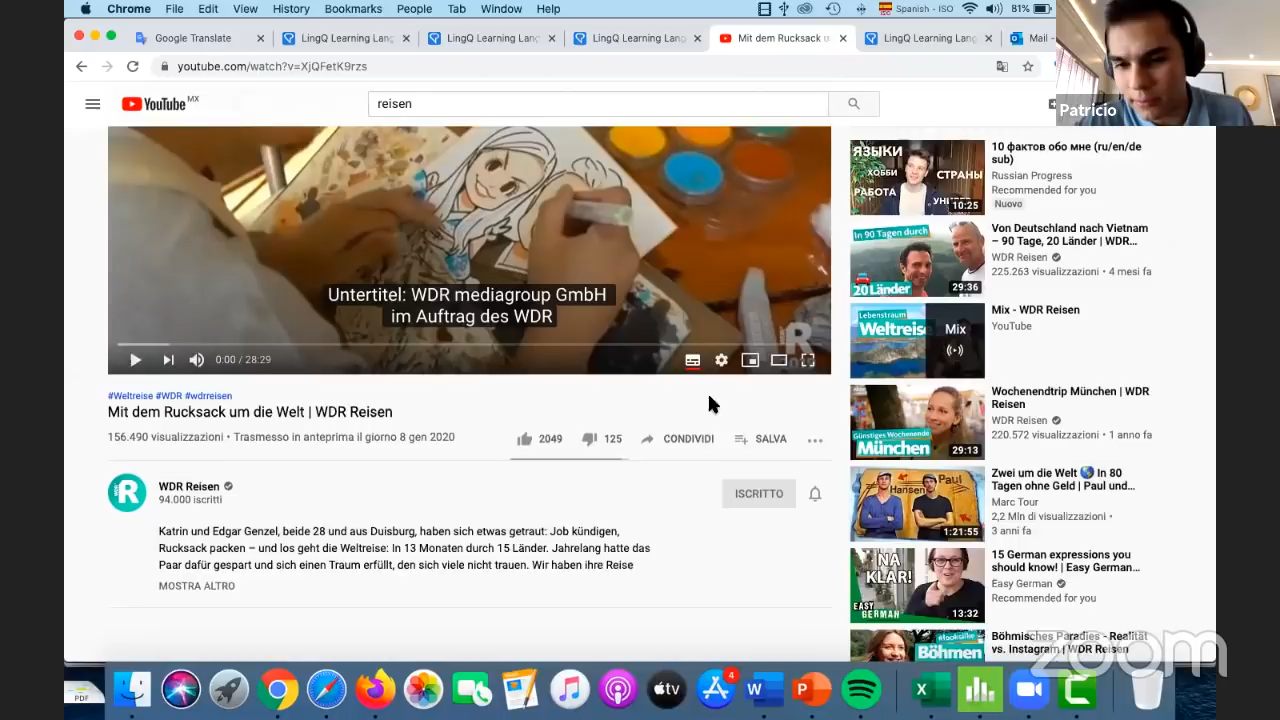 Chrome File Edit View History Bookmarks People Tab Window Help Spanish - ISO 81%
Google Translate LingQ Learning Lan LingQ Learning Lan LingQ Learning Lan Mit dem Rucksack u LingQ Learning Lan Mail
youtube.com/watch?v=XjQFetK9rzs
YouTube MX
reisen
Patricio
Untertitel: WDR mediagroup GmbH
im Auftrag des WDR
0:00 / 28:29
#Weltreise #WDR #wdrreisen
Mit dem Rucksack um die Welt | WDR Reisen
156.490 visualizzazioni • Trasmesso in anteprima il giorno 8 gen 2020
2049 125 CONDIVIDI SALVA
WDR Reisen
94.000 iscritti
ISCRITTO
Katrin und Edgar Genzel, beide 28 und aus Duisburg, haben sich etwas getraut: Job kündigen,
Rucksack packen – und los geht die Weltreise: In 13 Monaten durch 15 Länder. Jahrelang hatte das
Paar dafür gespart und sich einen Traum erfüllt, den sich viele nicht trauen. Wir haben ihre Reise
MOSTRA ALTRO
ЯЗЫКИ
ХОББИ
СТРАНЫ
РАБОТА
10:25
10 фактов обо мне (ru/en/de
sub)
Russian Progress
Recommended for you
Nuovo
In 90 Tagen durch
20 Länder
29:36
Von Deutschland nach Vietnam
– 90 Tage, 20 Länder | WDR...
WDR Reisen
225.263 visualizzazioni • 4 mesi fa
Lebenstraum
Weltreise
Mix
Mix - WDR Reisen
YouTube
Günstiges Wochenende
München
29:13
Wochenendtrip München | WDR
Reisen
WDR Reisen
220.572 visualizzazioni • 1 anno fa
Hansen
Paul
1:21:55
Zwei um die Welt 🌎 In 80
Tagen ohne Geld | Paul und...
Marc Tour
2,2 Mln di visualizzazioni •
3 anni fa
NA
KLAR!
EASY
GERMAN
13:32
15 German expressions you
should know! | Easy German...
Easy German
Recommended for you
Böhmen
Böhmisches Paradies - Realität
vs. Instagram | WDR Reisen
zoom
PDF
4
tv
W
P
X